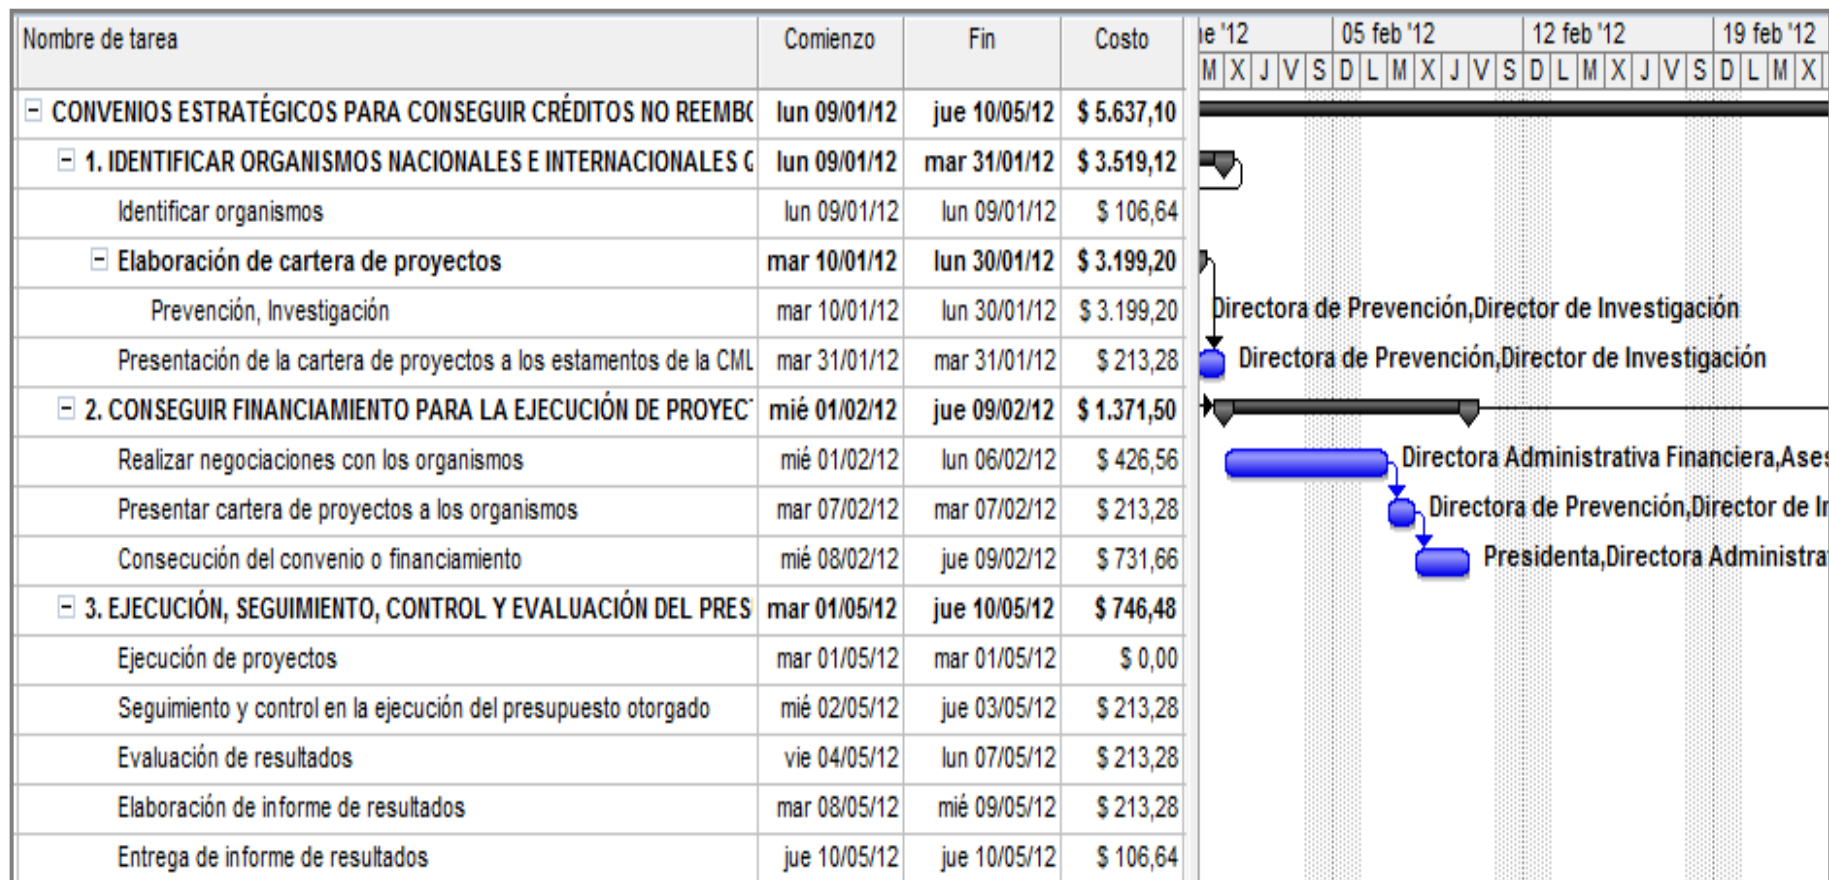 Nombre de tarea Comienzo Fin Costo ne '12 05 feb '12 12 feb '12 19 feb '12
M X J V S D L M X J V S D L M X J V S D L M X
CONVENIOS ESTRATÉGICOS PARA CONSEGUIR CRÉDITOS NO REEMB lun 09/01/12 jue 10/05/12 $ 5.637,10
1. IDENTIFICAR ORGANISMOS NACIONALES E INTERNACIONALES lun 09/01/12 mar 31/01/12 $ 3.519,12
Identificar organismos lun 09/01/12 lun 09/01/12 $ 106,64
Elaboración de cartera de proyectos mar 10/01/12 lun 30/01/12 $ 3.199,20
Prevención, Investigación mar 10/01/12 lun 30/01/12 $ 3.199,20 Directora de Prevención,Director de Investigación
Presentación de la cartera de proyectos a los estamentos de la CML mar 31/01/12 mar 31/01/12 $ 213,28 Directora de Prevención,Director de Investigación
2. CONSEGUIR FINANCIAMIENTO PARA LA EJECUCIÓN DE PROYEC mié 01/02/12 jue 09/02/12 $ 1.371,50
Realizar negociaciones con los organismos mié 01/02/12 lun 06/02/12 $ 426,56 Directora Administrativa Financiera,Ases
Presentar cartera de proyectos a los organismos mar 07/02/12 mar 07/02/12 $ 213,28 Directora de Prevención,Director de In
Consecución del convenio o financiamiento mié 08/02/12 jue 09/02/12 $ 731,66 Presidenta,Directora Administra
3. EJECUCIÓN, SEGUIMIENTO, CONTROL Y EVALUACIÓN DEL PRES mar 01/05/12 jue 10/05/12 $ 746,48
Ejecución de proyectos mar 01/05/12 mar 01/05/12 $ 0,00
Seguimiento y control en la ejecución del presupuesto otorgado mié 02/05/12 jue 03/05/12 $ 213,28
Evaluación de resultados vie 04/05/12 lun 07/05/12 $ 213,28
Elaboración de informe de resultados mar 08/05/12 mié 09/05/12 $ 213,28
Entrega de informe de resultados jue 10/05/12 jue 10/05/12 $ 106,64